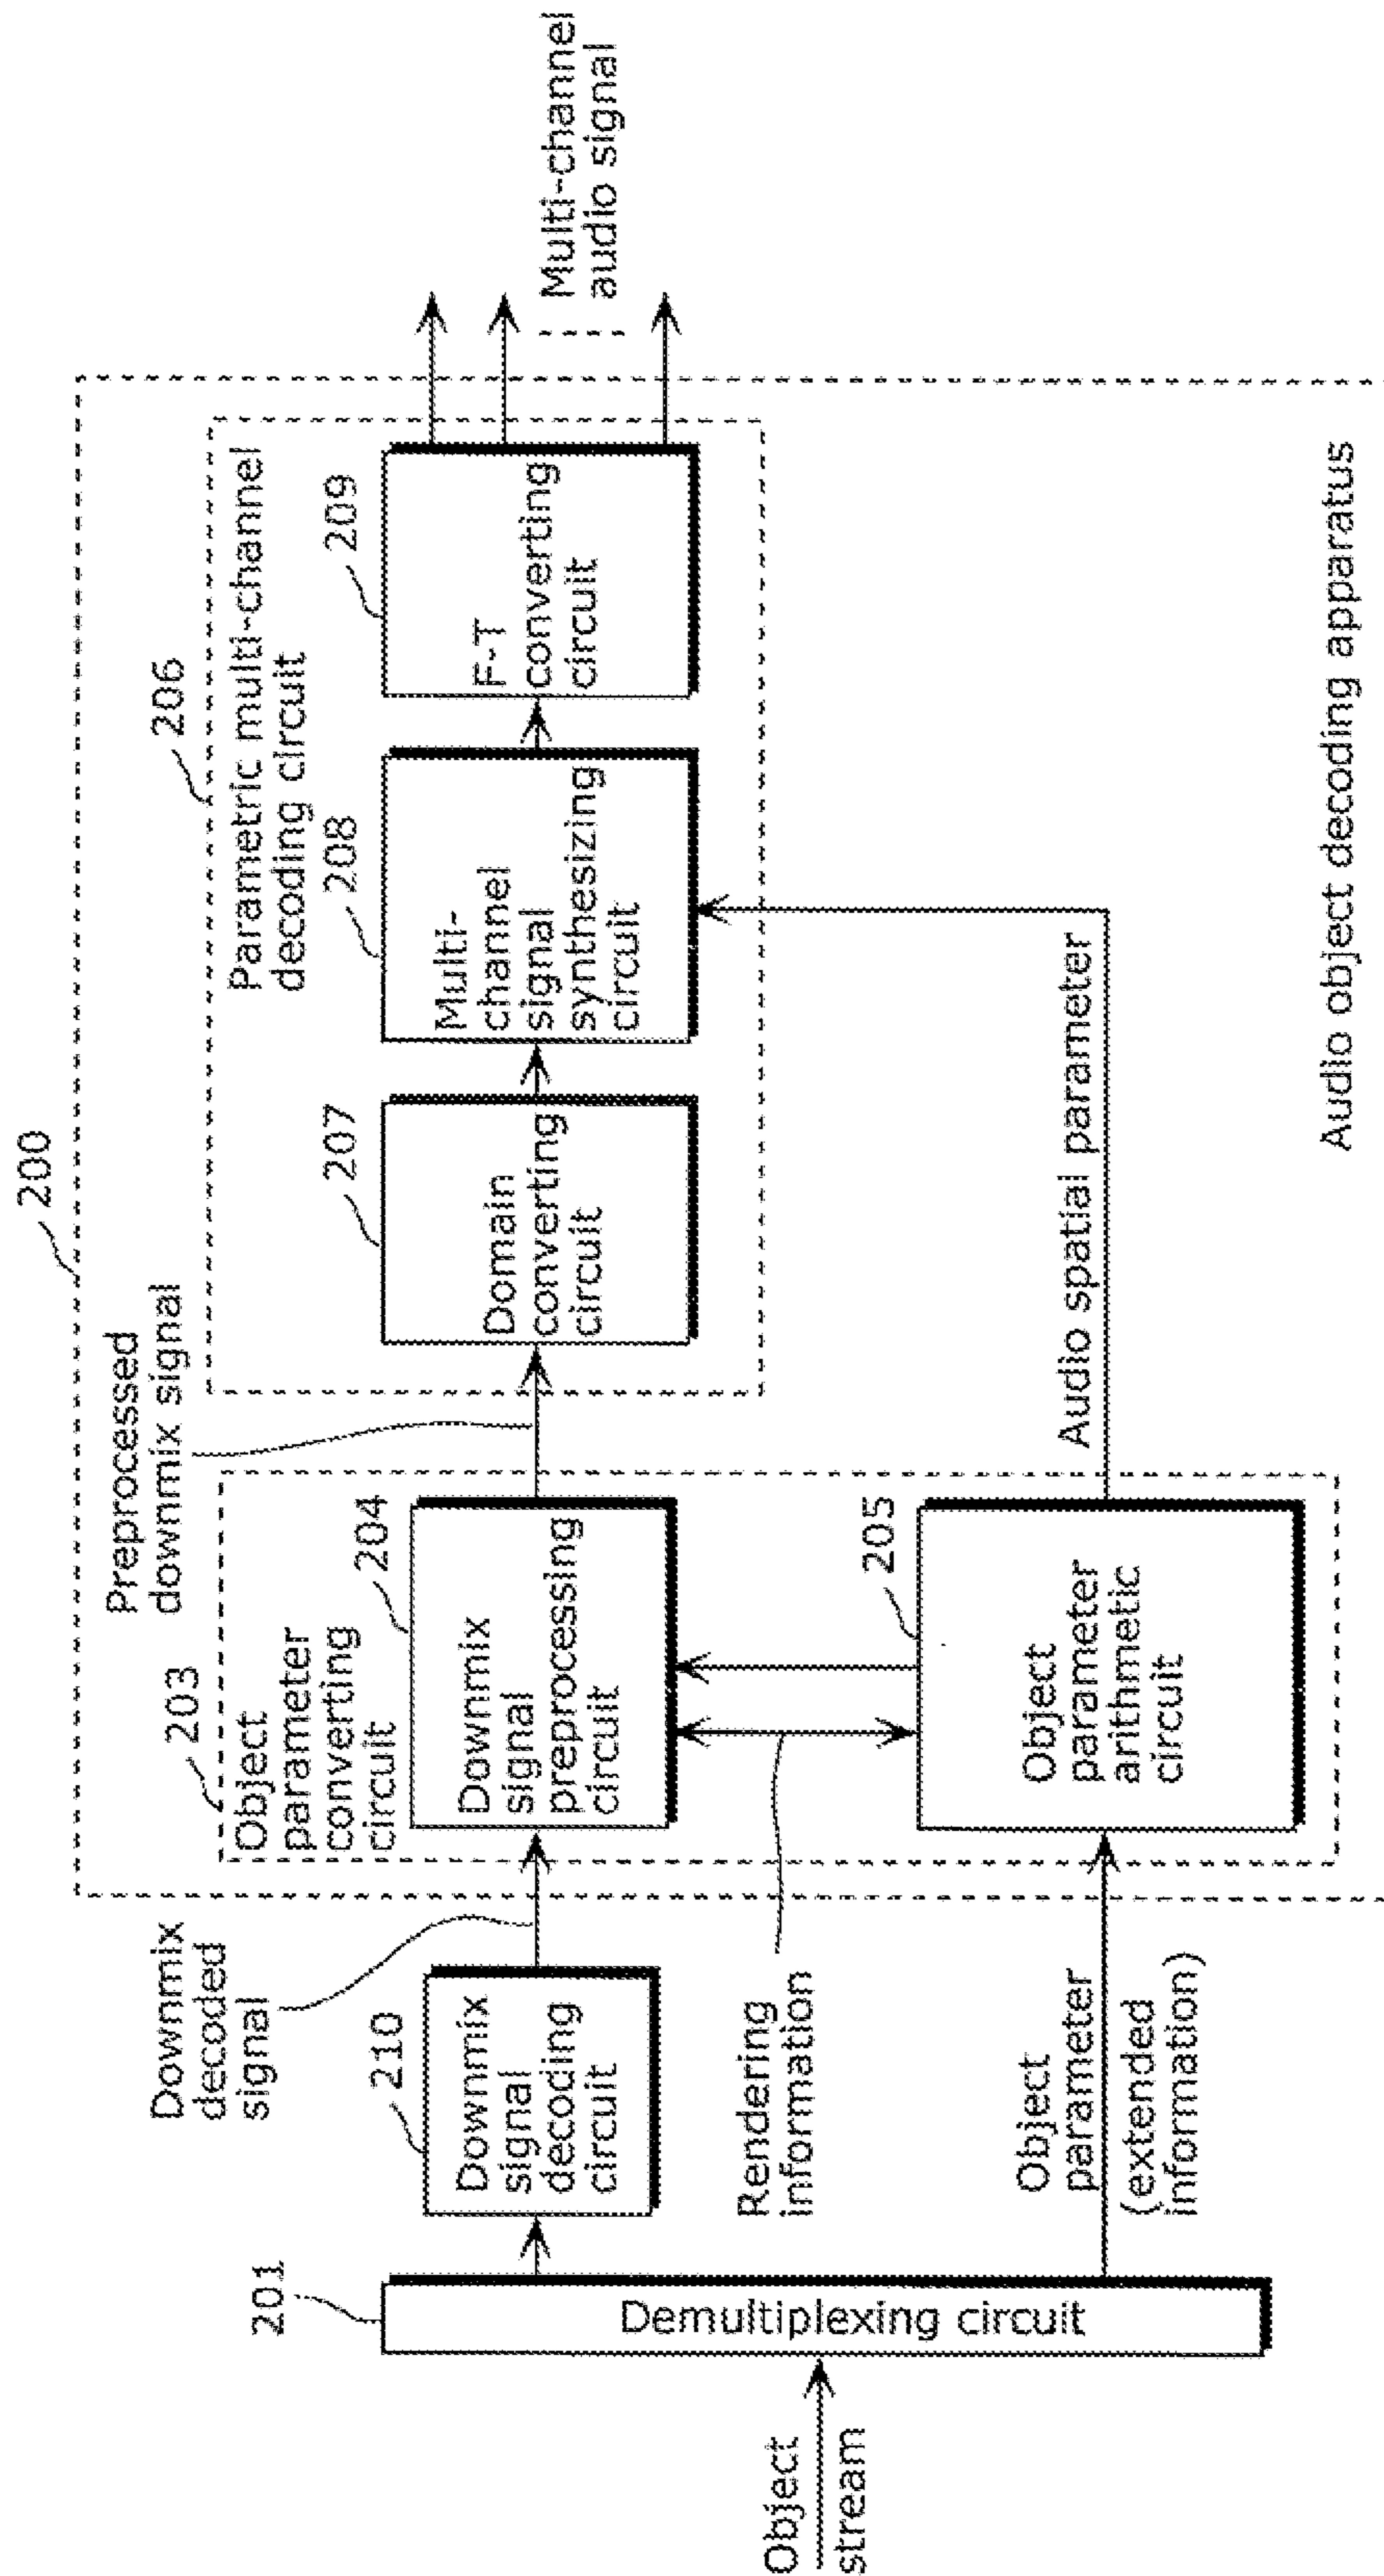 200
206
Parametric multi-channel
decoding circuit
Preprocessed
downmix signal
203
Object
parameter
converting
circuit
204
Downmix
signal
preprocessing
circuit
207
Domain
converting
circuit
208
Multi-
channel
signal
synthesizing
circuit
209
F-T
converting
circuit
Multi-channel
audio signal
Downmix
decoded
signal
210
Downmix
signal
decoding
circuit
201
Demultiplexing circuit
Object
stream
Rendering
information
Object
parameter
(extended
information)
205
Object
parameter
arithmetic
circuit
Audio spatial parameter
Audio object decoding apparatus